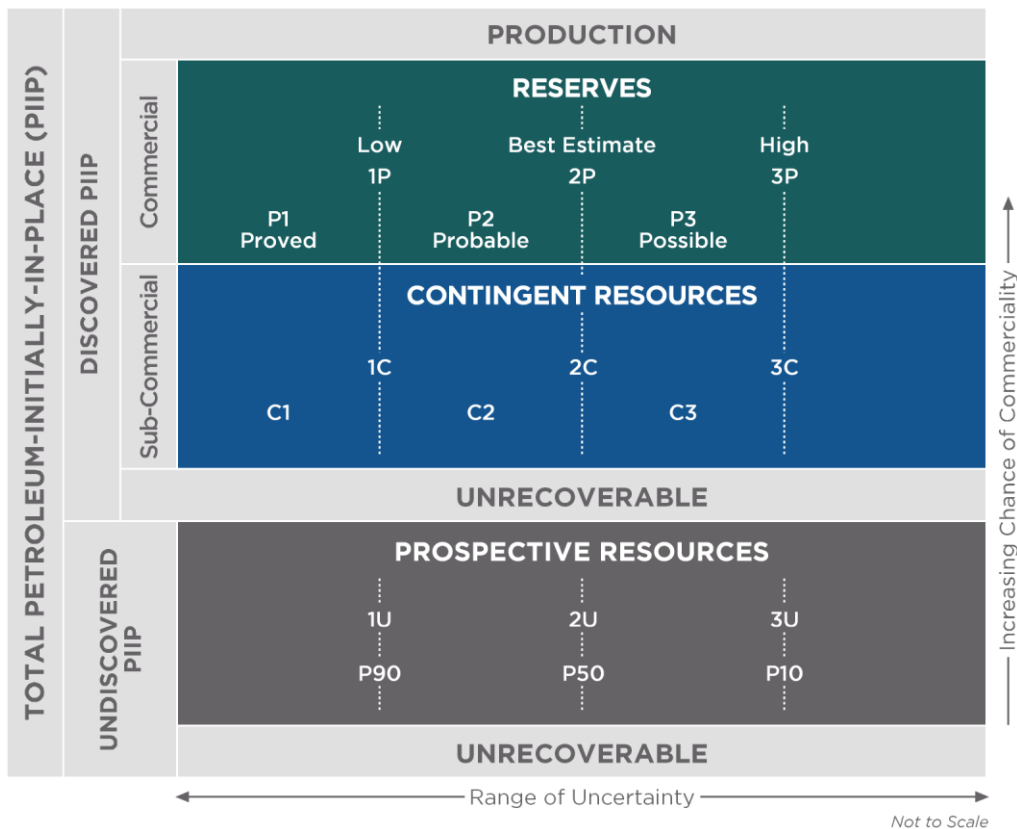 TOTAL PETROLEUM-INITIALLY-IN-PLACE (PIIP)
DISCOVERED PIIP
PRODUCTION
Commercial
RESERVES
Low
Best Estimate
High
1P
2P
3P
P1
Proved
P2
Probable
P3
Possible
Sub-Commercial
CONTINGENT RESOURCES
1C
2C
3C
C1
C2
C3
UNRECOVERABLE
UNDISCOVERED
PIIP
PROSPECTIVE RESOURCES
1U
2U
3U
P90
P50
P10
UNRECOVERABLE
Increasing Chance of Commerciality
Range of Uncertainty
Not to Scale